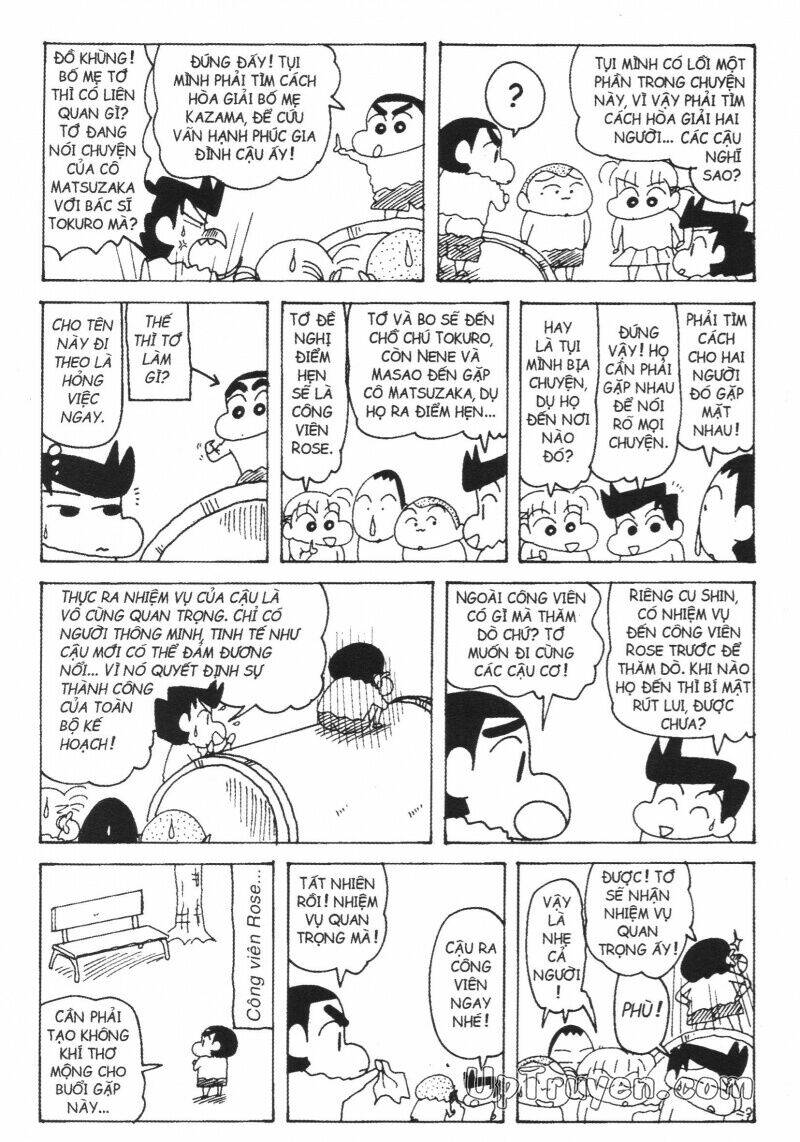 TỤI MÌNH CÓ LỖI MỘT
PHẦN TRONG CHUYỆN
NÀY, VÌ VẬY PHẢI TÌM
CÁCH HÒA GIẢI HAI
NGƯỜI... CÁC CẬU
NGHĨ
SAO?
?
ĐÚNG ĐẤY! TỤI
MÌNH PHẢI TÌM CÁCH
HÒA GIẢI BỐ MẸ
KAZAMA, ĐỂ CỨU
VÃN HẠNH PHÚC GIA
ĐÌNH CẬU ẤY!
ĐỒ KHÙNG!
BỐ MẸ TỚ
THÌ CÓ LIÊN
QUAN GÌ?
TỚ ĐANG
NÓI CHUYỆN
CỦA CÔ
MATSUZAKA
VỚI BÁC SĨ
TOKURO MÀ?
PHẢI TÌM
CÁCH
CHO HAI
NGƯỜI
ĐÓ GẶP
MẶT
NHAU!
ĐÚNG
VẬY! HỌ
CẦN PHẢI
GẶP NHAU
ĐỂ NÓI
RÕ MỌI
CHUYỆN.
HAY
LÀ TỤI
MÌNH BỊA
CHUYỆN,
DỤ HỌ
ĐẾN NƠI
NÀO
ĐÓ?
TỚ VÀ BO SẼ ĐẾN
CHỖ CHÚ TOKURO,
CÒN NENE VÀ
MASAO ĐẾN GẶP
CÔ MATSUZAKA, DỤ
HỌ RA ĐIỂM HẸN...
TỚ ĐỀ
NGHỊ
ĐIỂM
HẸN
SẼ LÀ
CÔNG
VIÊN
ROSE.
THẾ
THÌ TỚ
LÀM
GÌ?
CHO TÊN
NÀY ĐI
THEO LÀ
HỎNG
VIỆC
NGAY.
RIÊNG CU SHIN,
CÓ NHIỆM VỤ
ĐẾN CÔNG VIÊN
ROSE TRƯỚC ĐỂ
THĂM DÒ. KHI NÀO
HỌ ĐẾN THÌ BÍ MẬT
RÚT LUI, ĐƯỢC
CHƯA?
NGOÀI CÔNG VIÊN
CÓ GÌ MÀ THĂM
DÒ CHỨ? TỚ
MUỐN ĐI CÙNG
CÁC CẬU CƠ!
THỰC RA NHIỆM VỤ CỦA CẬU LÀ
VÔ CÙNG QUAN TRỌNG. CHỈ CÓ
NGƯỜI THÔNG MINH, TINH TẾ NHƯ
CẬU MỚI CÓ THỂ ĐẢM ĐƯƠNG
NỔI... VÌ NÓ QUYẾT ĐỊNH SỰ
THÀNH CÔNG
CỦA TOÀN
BỘ KẾ
HOẠCH!
ĐƯỢC! TỚ
SẼ NHẬN
NHIỆM VỤ
QUAN
TRỌNG ẤY!
PHÙ!
VẬY
LÀ
NHẸ
CẢ
NGƯỜI
!
CẬU RA
CÔNG
VIÊN
NGAY
NHÉ!
TẤT NHIÊN
RỒI! NHIỆM
VỤ QUAN
TRỌNG MÀ!
Công viên Rose...
CẦN PHẢI
TẠO KHÔNG
KHÍ THƠ
MỘNG CHO
BUỔI GẶP
NÀY...
UpTruyen.com